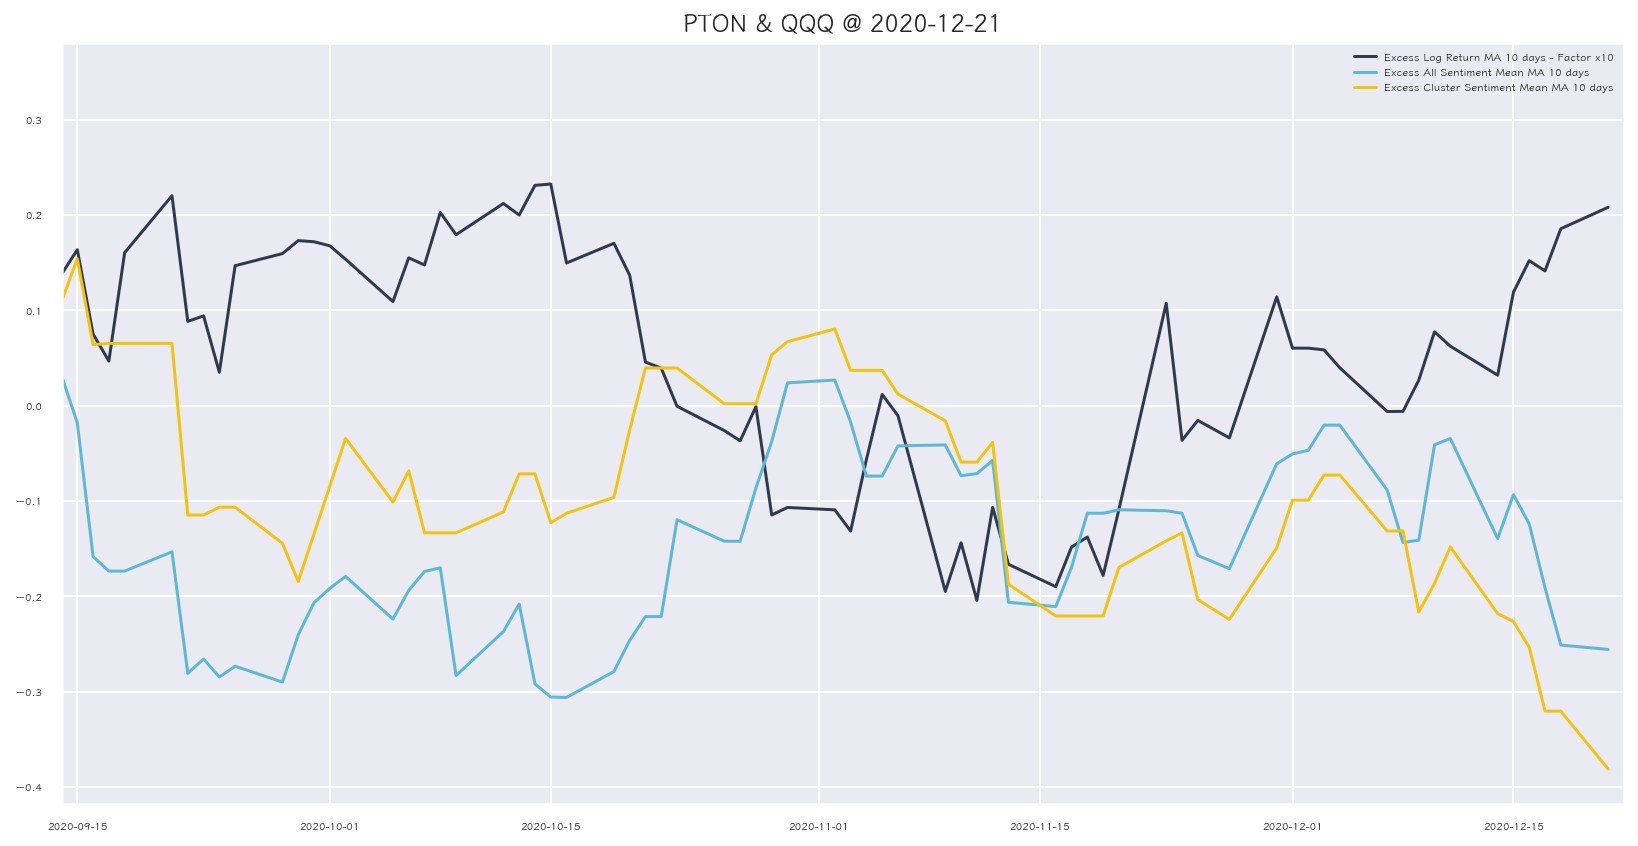 PTON & QQQ @ 2020-12-21
Excess Log Return MA 10 days - Factor x10
Excess All Sentiment Mean MA 10 days
Excess Cluster Sentiment Mean MA 10 days
0.3
0.2
0.1
0.0
−0.1
−0.2
−0.3
−0.4
2020-09-15 2020-10-01 2020-10-15 2020-11-01 2020-11-15 2020-12-01 2020-12-15